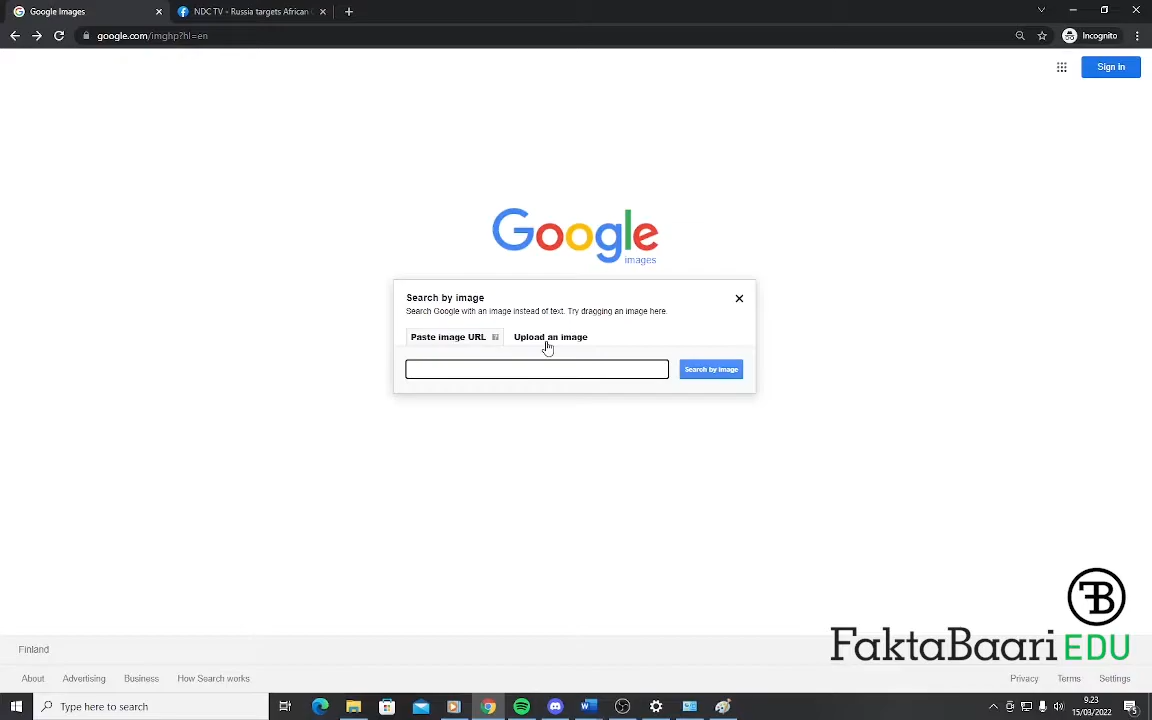 Google Images
NDC TV - Russia targets African
google.com/imghp?hl=en
Incognito
Sign in
Google
images
Search by image
Search Google with an image instead of text. Try dragging an image here.
Paste image URL ?
Upload an image
Search by image
FB
FaktaBaari EDU
Finland
About
Advertising
Business
How Search works
Privacy
Terms
Settings
Type here to search
9.23
15/03/2022